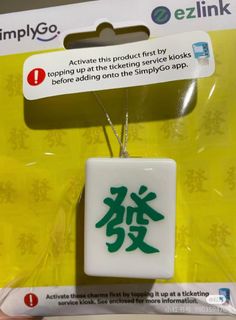 SimplyGo.
ezlink
Activate this product first by
topping up at the ticketing service kiosks
before adding onto the SimplyGo app.
發
Activate these charms first by topping it up at a ticketing
service kiosk. See enclosed for more information.